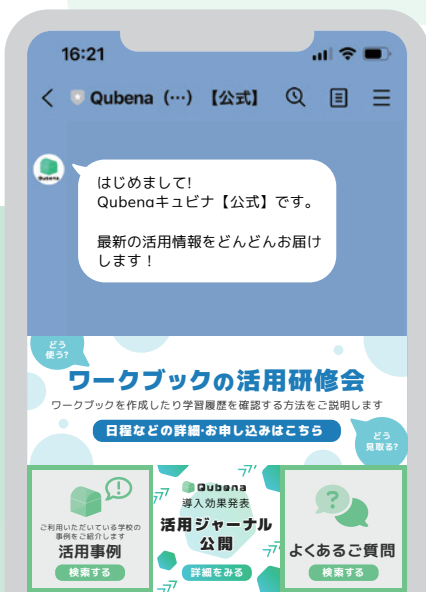 16:21
Qubena (…) 【公式】
Qubena
はじめまして!
Qubenaキュビナ【公式】です。
最新の活用情報をどんどんお届け
します！
どう
使う?
ワークブックの活用研修会
ワークブックを作成したり学習履歴を確認する方法をご説明します
日程などの詳細·お申し込みはこちら
どう
見取る?
ご利用いただいている学校の
事例をご紹介します
活用事例
検索する
Qubena
導入効果発表
活用ジャーナル
公開
詳細をみる
よくあるご質問
検索する